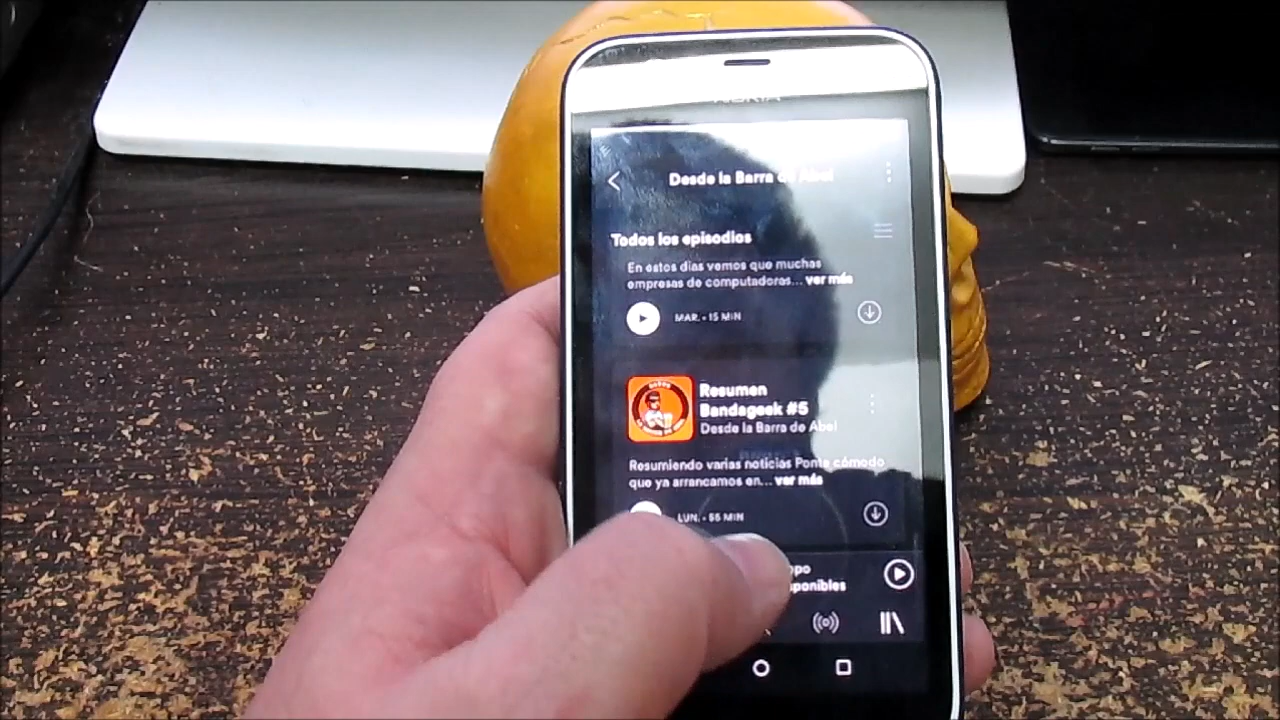 NOKIA
Desde la Barra de Abel
Todos los episodios
En estos días vemos que muchas
empresas de computadoras... ver más
MAR. • 15 MIN
Resumen
Bandageek #5
Desde la Barra de Abel
Resumiendo varias noticias Ponte cómodo
que ya arrancamos en... ver más
LUN. • 55 MIN